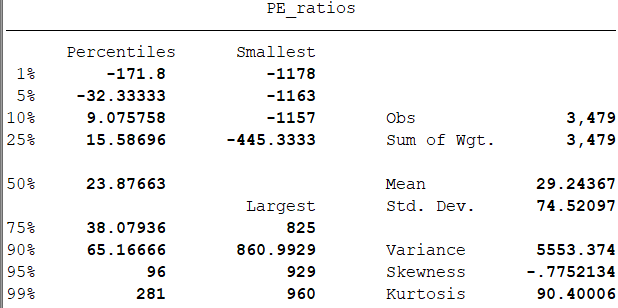 PE_ratios
Percentiles Smallest
1% -171.8 -1178
5% -32.33333 -1163
10% 9.075758 -1157 Obs 3,479
25% 15.58696 -445.3333 Sum of Wgt. 3,479
50% 23.87663 Mean 29.24367
Largest Std. Dev. 74.52097
75% 38.07936 825
90% 65.16666 860.9929 Variance 5553.374
95% 96 929 Skewness -.7752134
99% 281 960 Kurtosis 90.40006